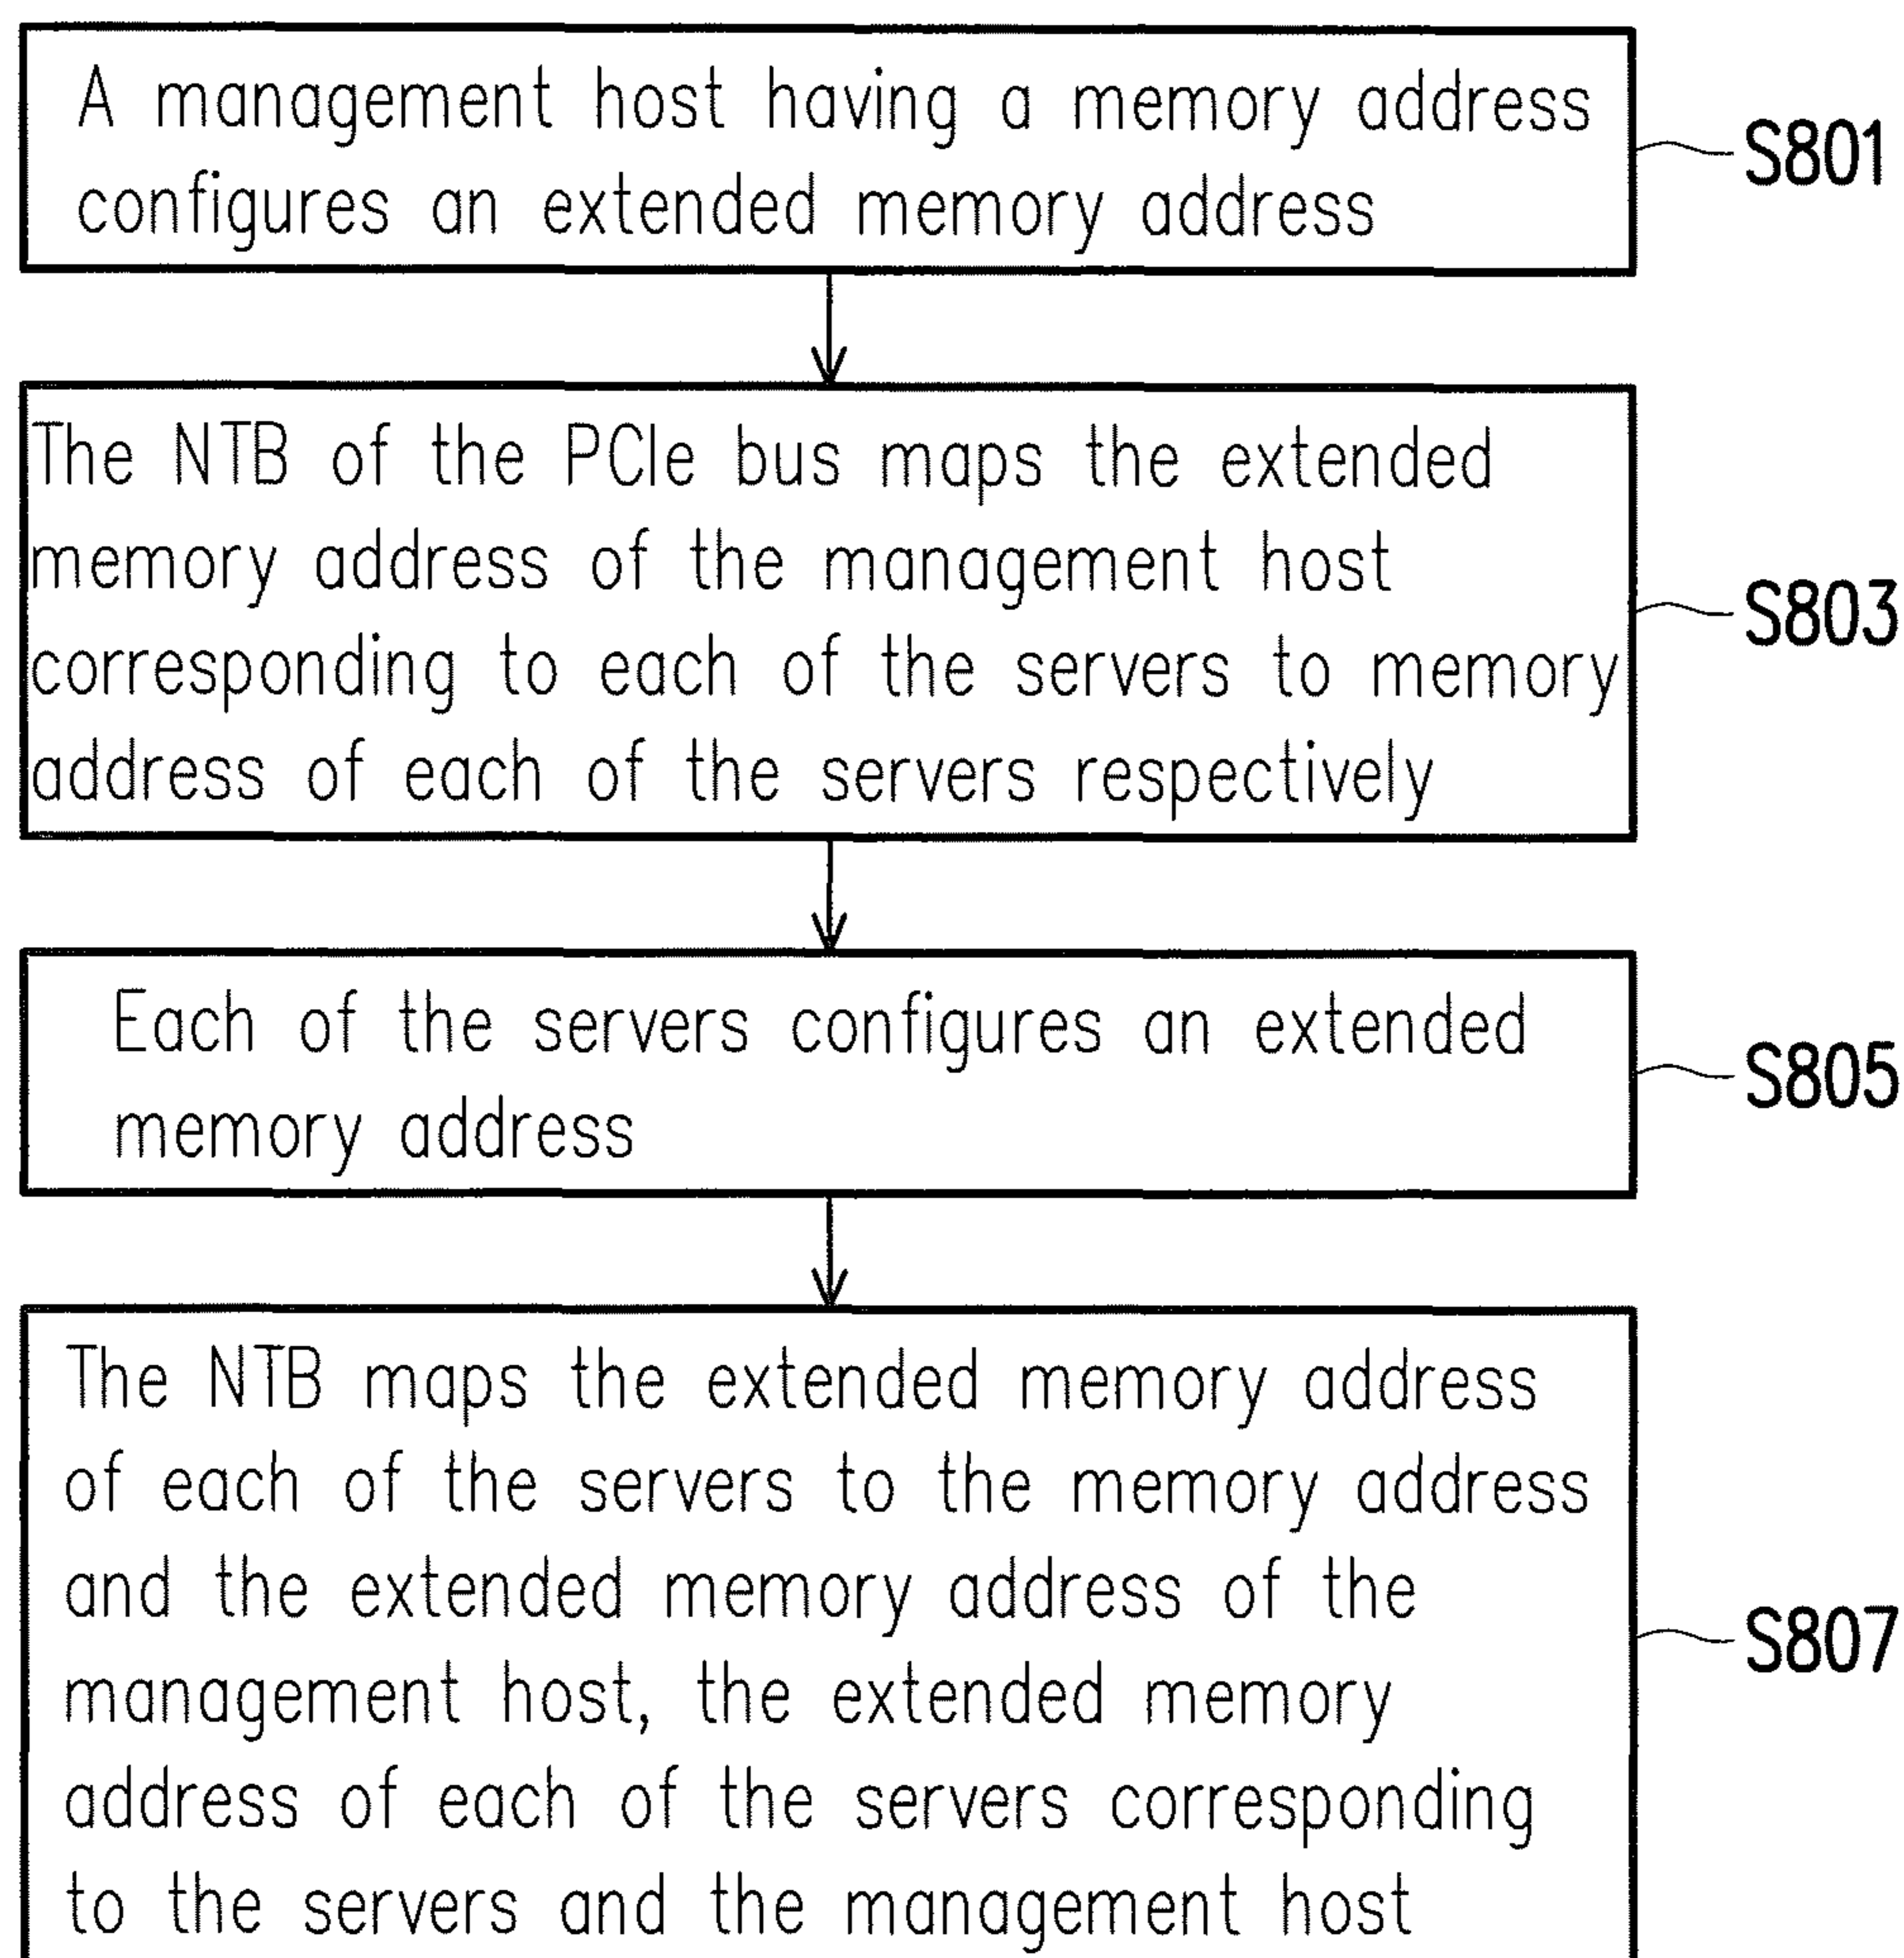 A management host having a memory address
configures an extended memory address
S801
The NTB of the PCIe bus maps the extended
memory address of the management host
corresponding to each of the servers to memory
address of each of the servers respectively
S803
Each of the servers configures an extended
memory address
S805
The NTB maps the extended memory address
of each of the servers to the memory address
and the extended memory address of the
management host, the extended memory
address of each of the servers corresponding
to the servers and the management host
S807